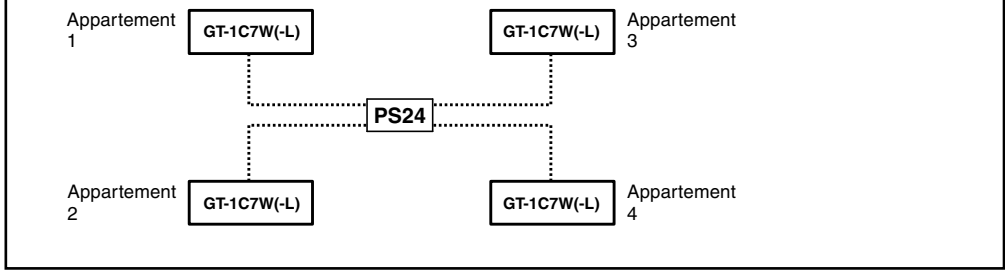 Appartement
1
GT-1C7W(-L)
GT-1C7W(-L)
Appartement
3
PS24
Appartement
2
GT-1C7W(-L)
GT-1C7W(-L)
Appartement
4